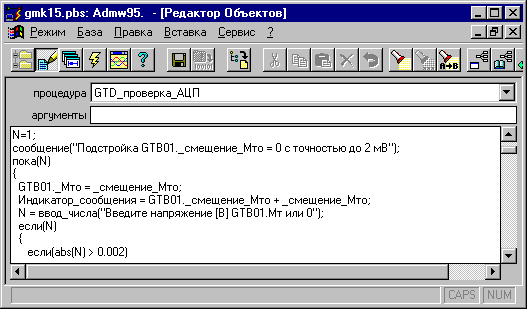 gmk15.pbs: Admw95. - [Редактор Объектов]
Режим База Правка Вставка Сервис ?
A→B
процедура GTD_проверка_АЦП
аргументы
N=1;
сообщение("Подстройка GTB01._смещение_Мто = 0 с точностью до 2 мВ");
пока(N)
{
GTB01._Мто = _смещение_Мто;
Индикатор_сообщения = GTB01._смещение_Мто + _смещение_Мто;
N = ввод_числа("Введите напряжение [В] GTB01.Мт или 0");
если(N)
{
если(abs(N) > 0.002)
CAPS NUM